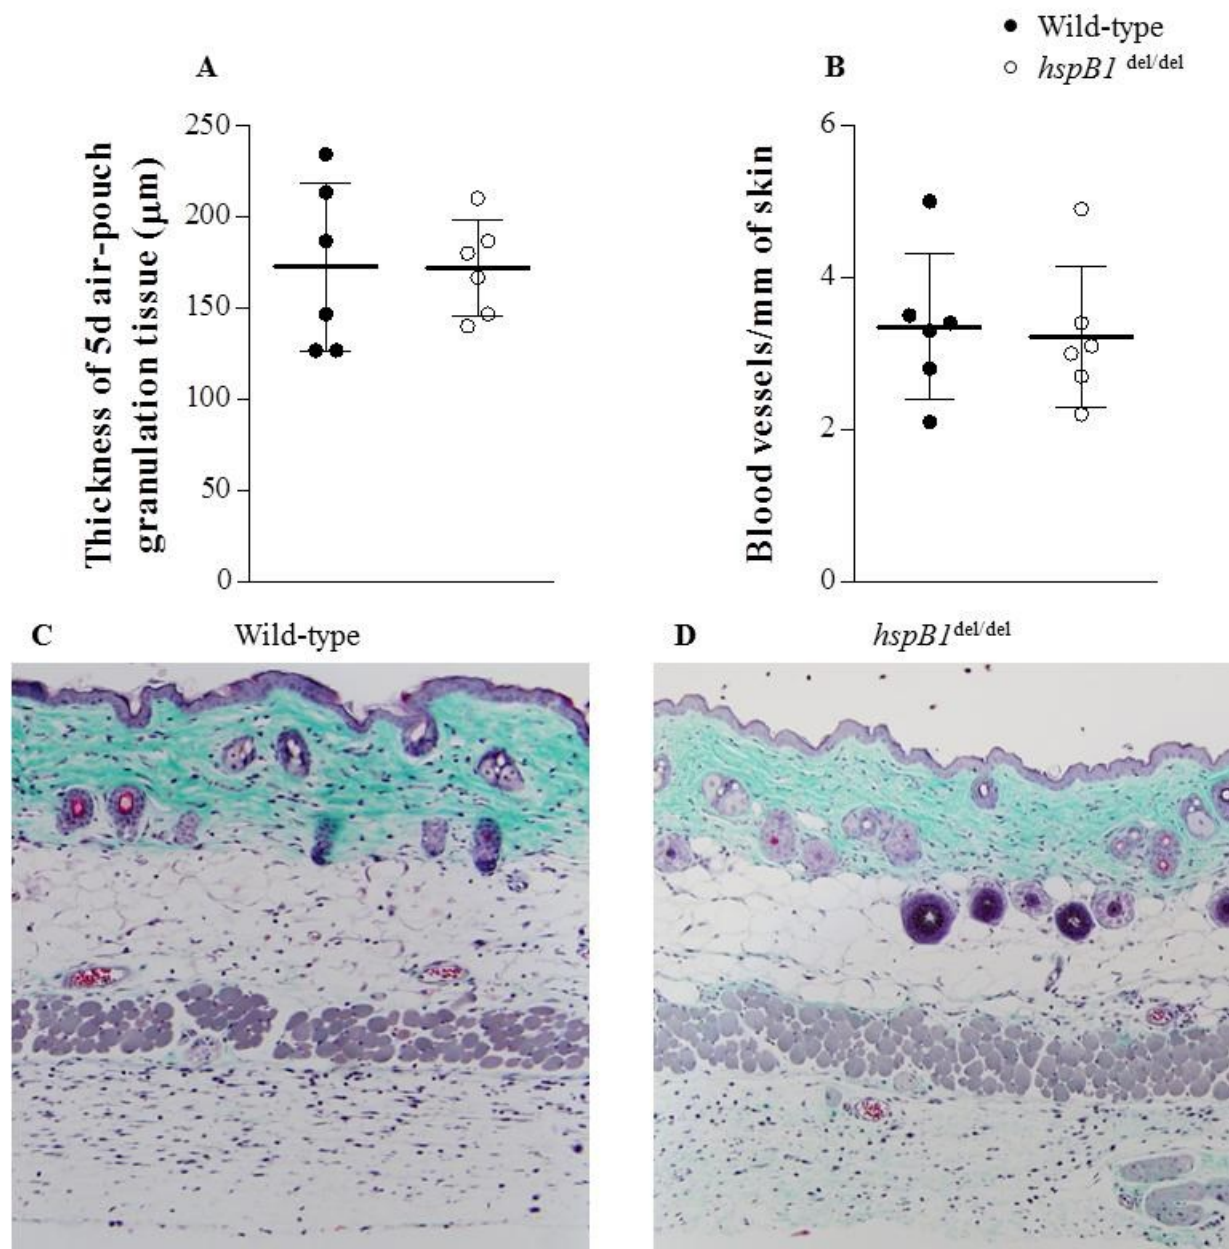 Wild-type
hspB1 del/del
A
B
250
200
150
100
50
0
Thickness of 5d air-pouch
granulation tissue (µm)
6
4
2
0
Blood vessels/mm of skin
C
Wild-type
D
hspB1del/del